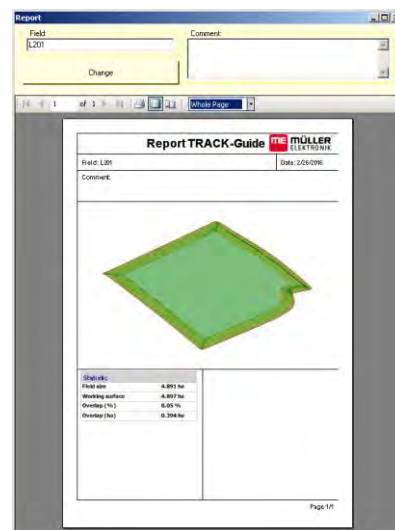 Report
Field: Comment:
L201
Change
1 of 1 Whole Page
Report TRACK-Guide ME MÜLLER
ELEKTRONIK
Field: L201 Date: 2/26/2016
Comment:
Statistic
Field size 4.891 ha
Working surface 4.897 ha
Overlap (%) 8.05 %
Overlap (ha) 0.394 ha
Page 1/1